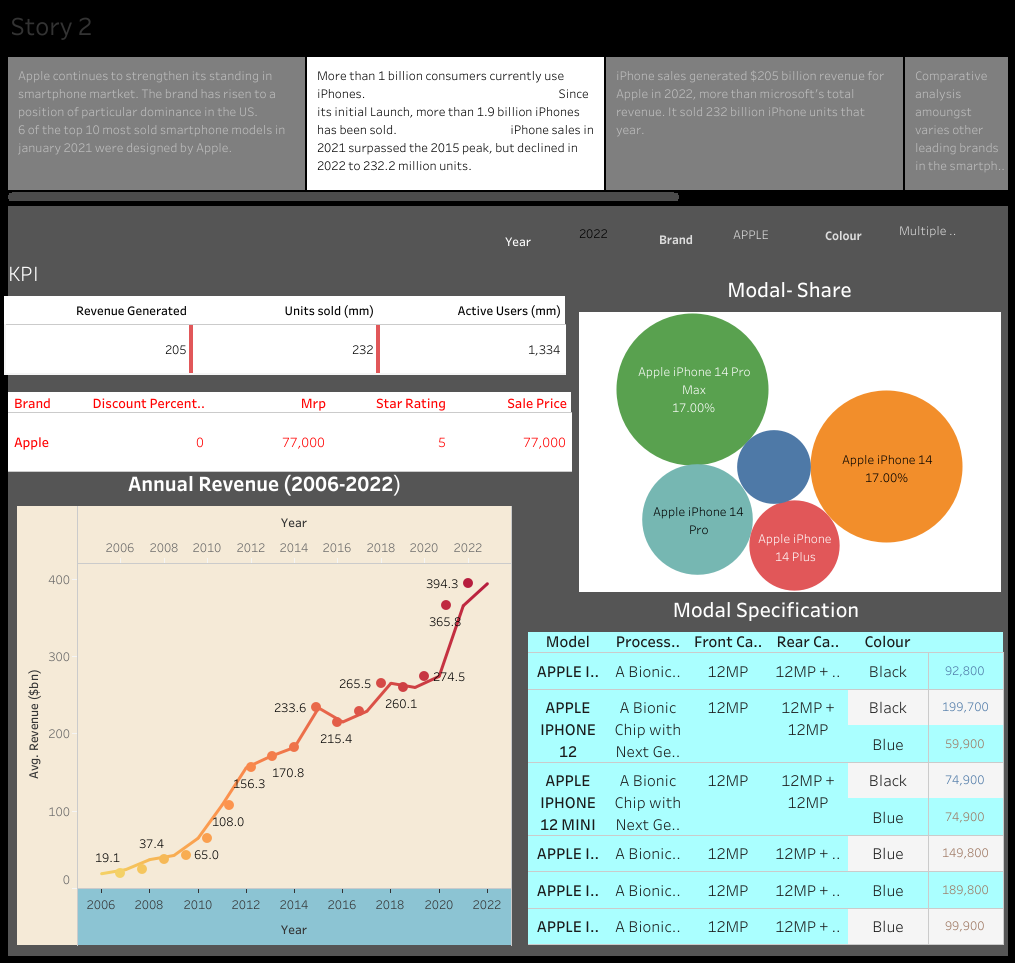 Story 2
Apple continues to strengthen its standing in
smartphone martket. The brand has risen to a
position of particular dominance in the US.
6 of the top 10 most sold smartphone models in
january 2021 were designed by Apple.
More than 1 billion consumers currently use
iPhones. Since
its initial Launch, more than 1.9 billion iPhones
has been sold. iPhone sales in
2021 surpassed the 2015 peak, but declined in
2022 to 232.2 million units.
iPhone sales generated $205 billion revenue for
Apple in 2022, more than microsoft's total
revenue. It sold 232 billion iPhone units that
year.
Comparative
analysis
amoungst
varies other
leading brands
in the smartph..
Year 2022 Brand APPLE Colour Multiple ..
KPI
Revenue Generated Units sold (mm) Active Users (mm)
205 232 1,334
Brand Discount Percent.. Mrp Star Rating Sale Price
Apple 0 77,000 5 77,000
Annual Revenue (2006-2022)
Year
2006 2008 2010 2012 2014 2016 2018 2020 2022
400
300
200
100
0
Avg. Revenue ($bn)
394.3
365.8
274.5
265.5
260.1
233.6
215.4
170.8
156.3
108.0
65.0
37.4
19.1
2006 2008 2010 2012 2014 2016 2018 2020 2022
Year
Modal- Share
Apple iPhone 14 Pro
Max
17.00%
Apple iPhone 14
17.00%
Apple iPhone 14
Pro
Apple iPhone
14 Plus
Modal Specification
Model Process.. Front Ca.. Rear Ca.. Colour
APPLE I.. A Bionic.. 12MP 12MP + .. Black 92,800
APPLE A Bionic 12MP 12MP + Black 199,700
IPHONE Chip with 12MP
12 Next Ge.. Blue 59,900
APPLE A Bionic 12MP 12MP + Black 74,900
IPHONE Chip with 12MP
12 MINI Next Ge.. Blue 74,900
APPLE I.. A Bionic.. 12MP 12MP + .. Blue 149,800
APPLE I.. A Bionic.. 12MP 12MP + .. Blue 189,800
APPLE I.. A Bionic.. 12MP 12MP + .. Blue 99,900